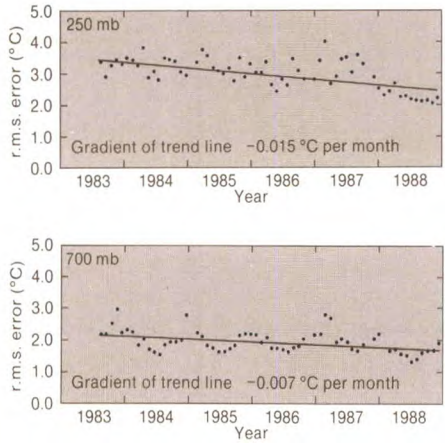 250 mb
5.0
4.0
3.0
2.0
1.0
0.0
r.m.s. error (°C)
Gradient of trend line −0.015 °C per month
1983 1984 1985 1986 1987 1988
Year
700 mb
5.0
4.0
3.0
2.0
1.0
0.0
r.m.s. error (°C)
Gradient of trend line −0.007 °C per month
1983 1984 1985 1986 1987 1988
Year